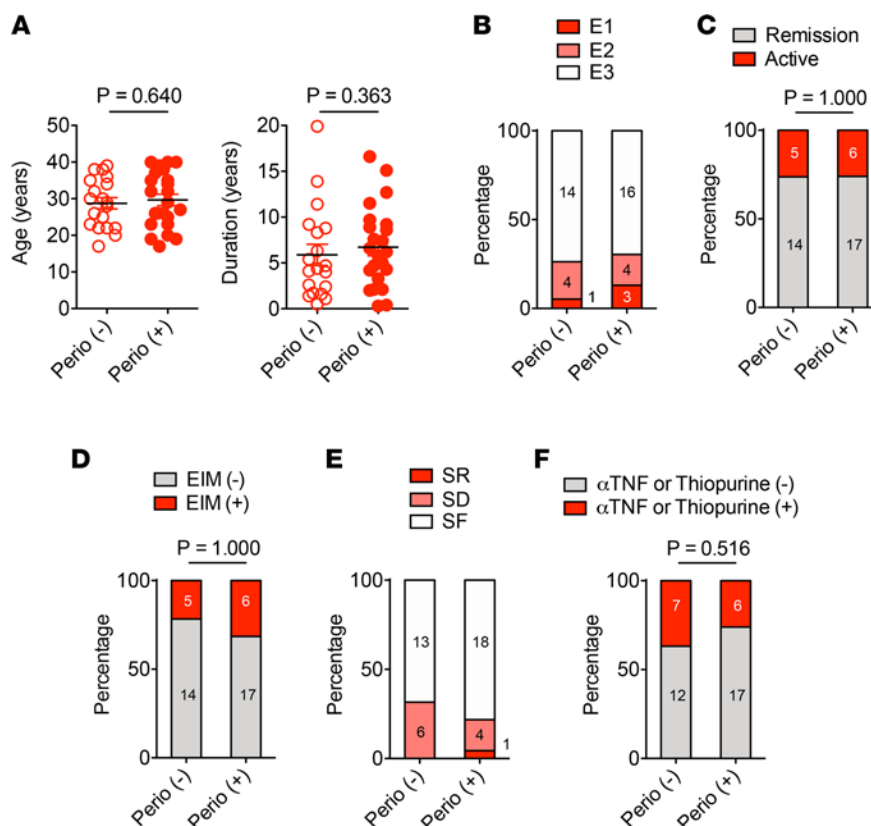 A
P = 0.640
Age (years)
50
40
30
20
10
0
Perio (-)
Perio (+)
P = 0.363
Duration (years)
20
15
10
5
0
Perio (-)
Perio (+)
B
E1
E2
E3
Percentage
100
50
0
14
4
1
16
4
3
Perio (-)
Perio (+)
C
Remission
Active
P = 1.000
Percentage
100
50
0
5
14
6
17
Perio (-)
Perio (+)
D
EIM (-)
EIM (+)
P = 1.000
Percentage
100
50
0
5
14
6
17
Perio (-)
Perio (+)
E
SR
SD
SF
Percentage
100
50
0
13
6
18
4
1
Perio (-)
Perio (+)
F
αTNF or Thiopurine (-)
αTNF or Thiopurine (+)
P = 0.516
Percentage
100
50
0
7
12
6
17
Perio (-)
Perio (+)